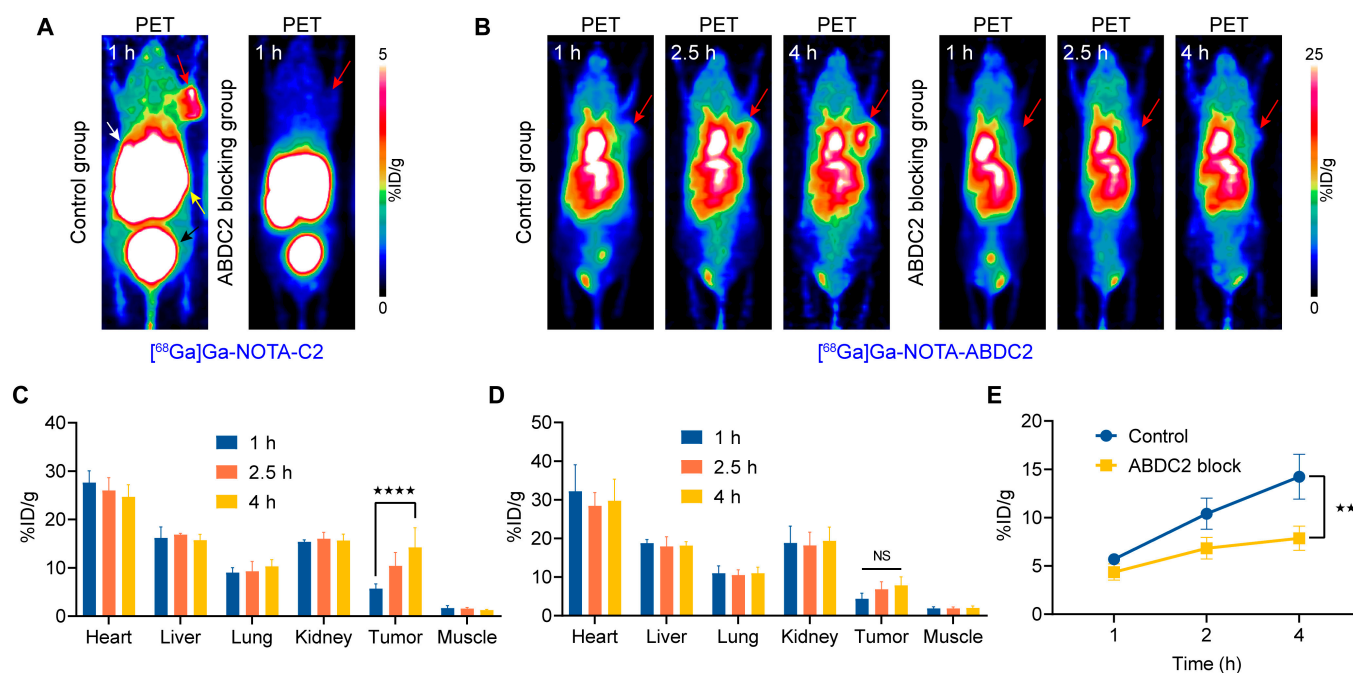 A
PET
PET
1 h
1 h
Control group
ABDC2 blocking group
5
%ID/g
0
[⁶⁸Ga]Ga-NOTA-C2
B
PET
PET
PET
PET
PET
PET
1 h
2.5 h
4 h
1 h
2.5 h
4 h
Control group
ABDC2 blocking group
25
%ID/g
0
[⁶⁸Ga]Ga-NOTA-ABDC2
C
%ID/g
40
30
20
10
0
1 h
2.5 h
4 h
★★★★
Heart Liver Lung Kidney Tumor Muscle
D
%ID/g
50
40
30
20
10
0
1 h
2.5 h
4 h
NS
Heart Liver Lung Kidney Tumor Muscle
E
%ID/g
20
15
10
5
0
Control
ABDC2 block
★★
1 2 4
Time (h)